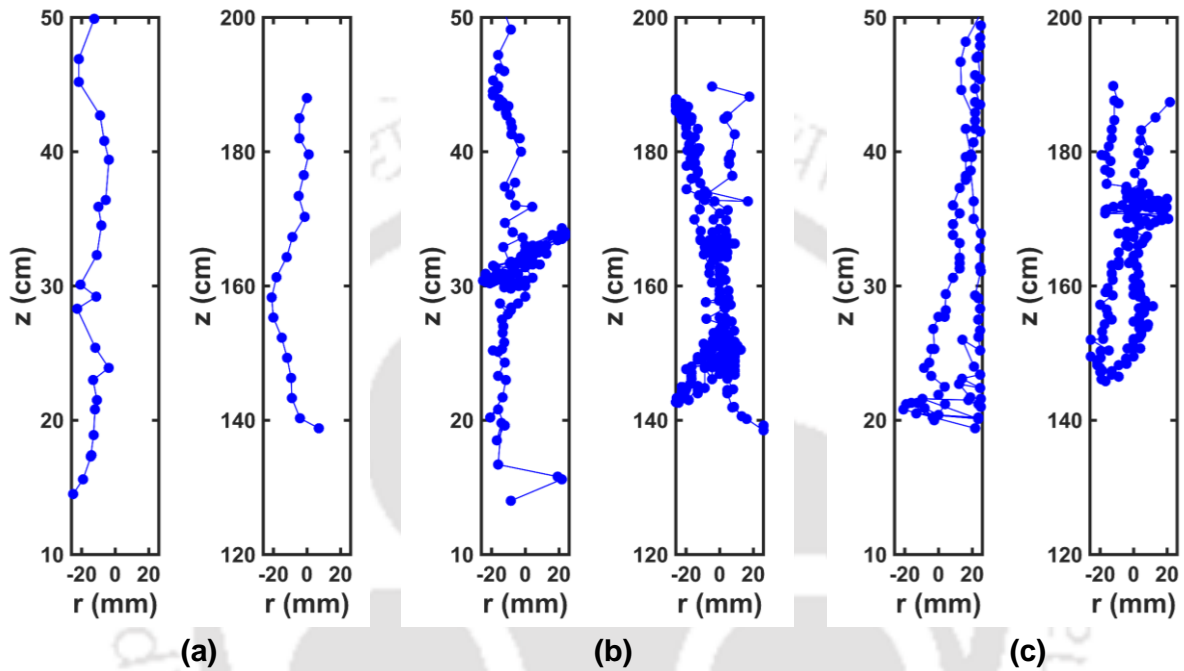 50 200 50 200 50 200
40 180 40 180 40 180
z (cm) z (cm) z (cm) z (cm) z (cm) z (cm)
30 160 30 160 30 160
20 140 20 140 20 140
10 120 10 120 10 120
-20 0 20 -20 0 20 -20 0 20 -20 0 20 -20 0 20 -20 0 20
r (mm) r (mm) r (mm) r (mm) r (mm) r (mm)
(a) (b) (c)